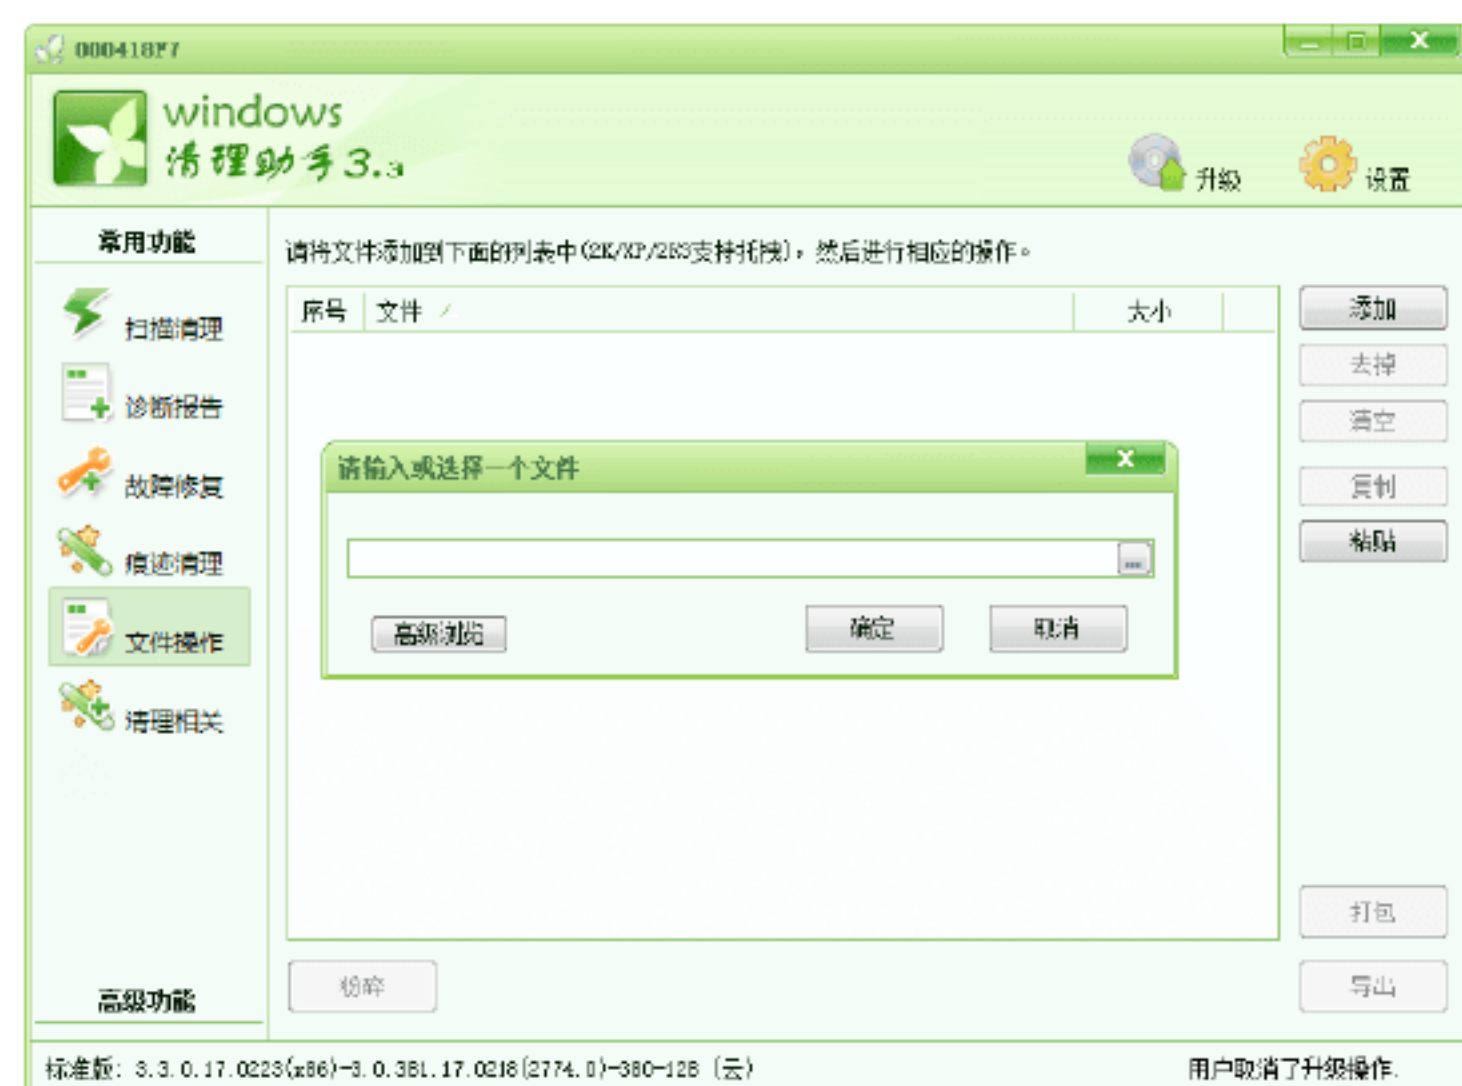 000418F7
windows
清理助手3.3
升级
设置
常用功能
请将文件添加到下面的列表中(2K/XP/2K3支持托拽)，然后进行相应的操作。
序号 文件 大小
添加
去掉
清空
复制
粘贴
扫描清理
诊断报告
故障修复
痕迹清理
文件操作
清理相关
请输入或选择一个文件
...
高级浏览
确定
取消
打包
粉碎
导出
高级功能
标准版: 3.3.0.17.0223(x86)-3.0.381.17.0218(2774.0)-380-128 (云)
用户取消了升级操作.